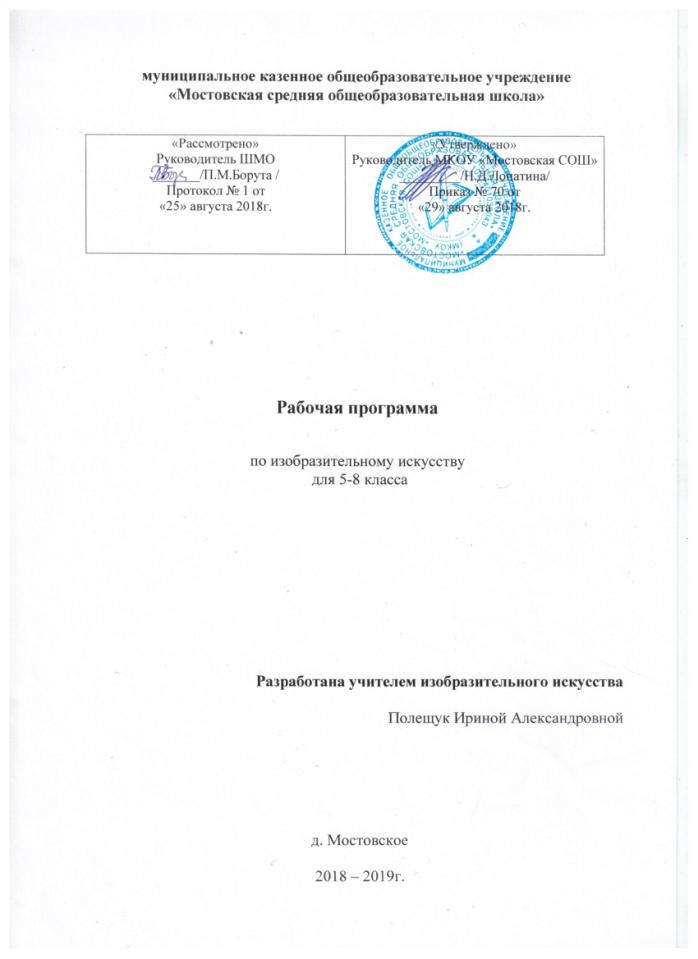 муниципальное казенное общеобразовательное учреждение
«Мостовская средняя общеобразовательная школа»
«Рассмотрено»
Руководитель ШМО
/П.М.Борута /
Протокол № 1 от
«25» августа 2018г.
«Утверждено»
Руководитель МКОУ «Мостовская СОШ»
/Н.Д.Лопатина/
Приказ № 70 от
«29» августа 2018г.
Рабочая программа
по изобразительному искусству
для 5-8 класса
Разработана учителем изобразительного искусства
Полещук Ириной Александровной
д. Мостовское
2018 – 2019г.